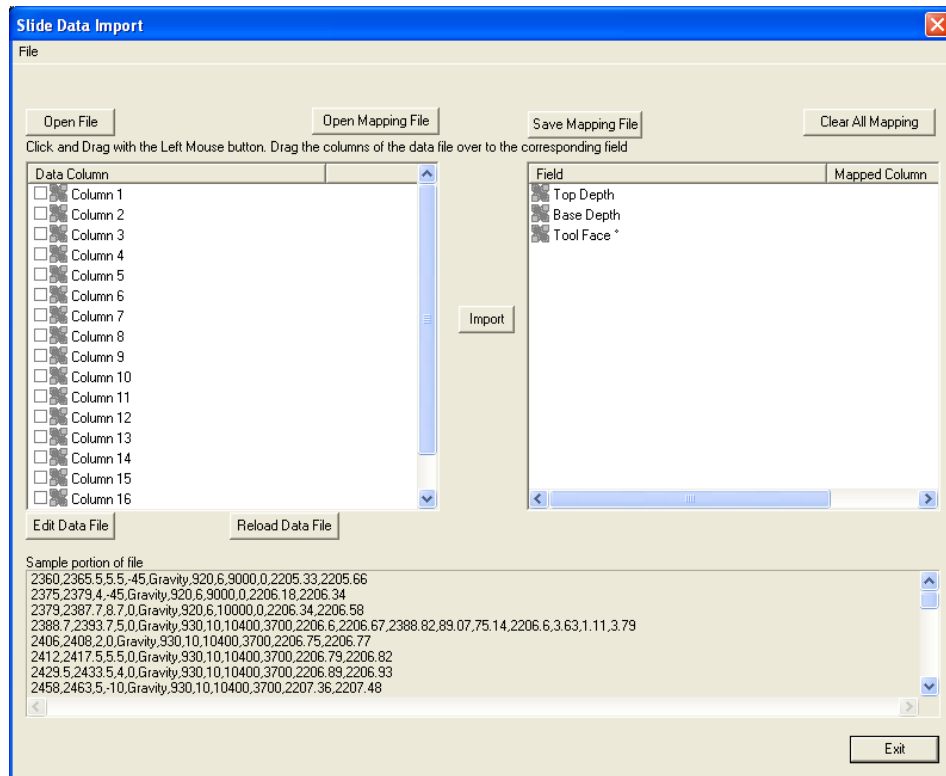 Slide Data Import
File
Open File
Open Mapping File
Save Mapping File
Clear All Mapping
Click and Drag with the Left Mouse button. Drag the columns of the data file over to the corresponding field
Data Column
Column 1
Column 2
Column 3
Column 4
Column 5
Column 6
Column 7
Column 8
Column 9
Column 10
Column 11
Column 12
Column 13
Column 14
Column 15
Column 16
Import
Field Mapped Column
Top Depth
Base Depth
Tool Face °
Edit Data File
Reload Data File
Sample portion of file
2360,2365.5,5.5,-45,Gravity,920,6,9000,0,2205.33,2205.66
2375,2379,4,-45,Gravity,920,6,9000,0,2206.18,2206.34
2379,2387.7,8.7,0,Gravity,920,6,10000,0,2206.34,2206.58
2388.7,2393.7,5,0,Gravity,930,10,10400,3700,2206.6,2206.67,2388.82,89.07,75.14,2206.6,3.63,1.11,3.79
2406,2408,2,0,Gravity,930,10,10400,3700,2206.75,2206.77
2412,2417.5,5.5,0,Gravity,930,10,10400,3700,2206.79,2206.82
2429.5,2433.5,4,0,Gravity,930,10,10400,3700,2206.89,2206.93
2458,2463,5,-10,Gravity,930,10,10400,3700,2207.36,2207.48
Exit